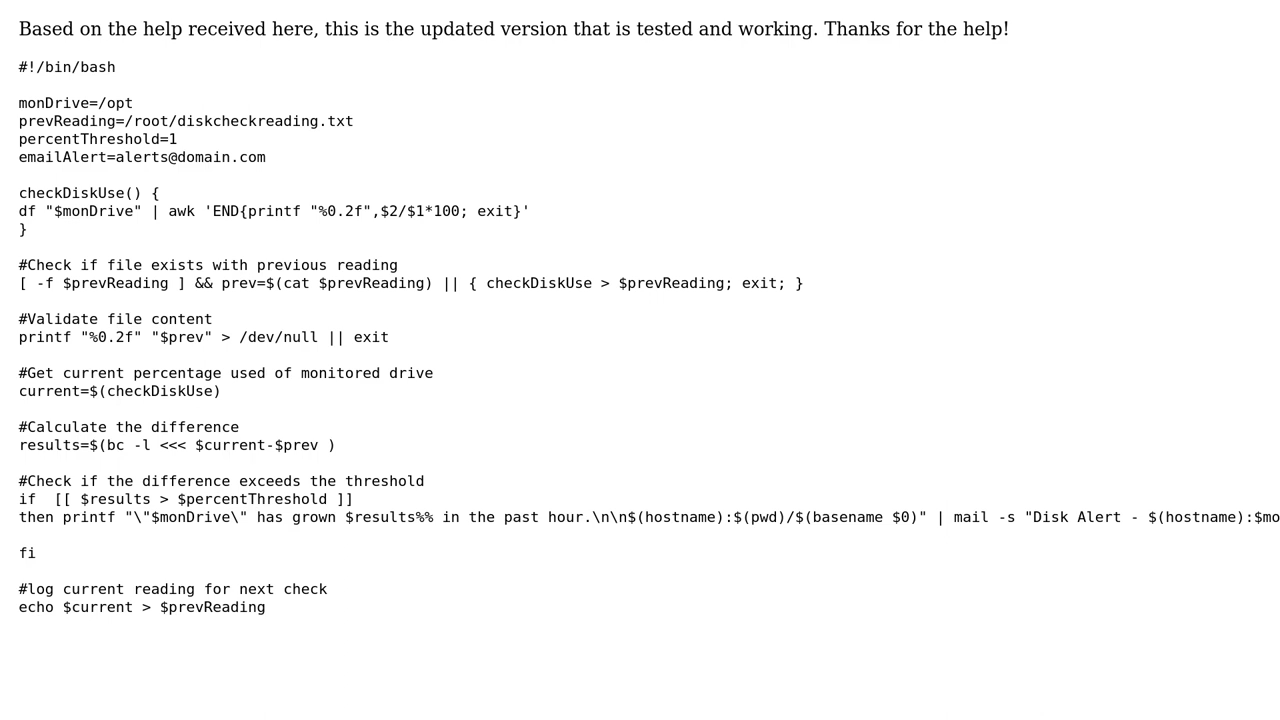 Based on the help received here, this is the updated version that is tested and working. Thanks for the help!
#!/bin/bash
monDrive=/opt
prevReading=/root/diskcheckreading.txt
percentThreshold=1
emailAlert=alerts@domain.com
checkDiskUse() {
df "$monDrive" | awk 'END{printf "%0.2f",$2/$1*100; exit}'
}
#Check if file exists with previous reading
[ -f $prevReading ] && prev=$(cat $prevReading) || { checkDiskUse > $prevReading; exit; }
#Validate file content
printf "%0.2f" "$prev" > /dev/null || exit
#Get current percentage used of monitored drive
current=$(checkDiskUse)
#Calculate the difference
results=$(bc -l <<< $current-$prev )
#Check if the difference exceeds the threshold
if  [[ $results > $percentThreshold ]]
then printf "\"$monDrive\" has grown $results%% in the past hour.\n\n$(hostname):$(pwd)/$(basename $0)" | mail -s "Disk Alert - $(hostname):$mo
fi
#log current reading for next check
echo $current > $prevReading